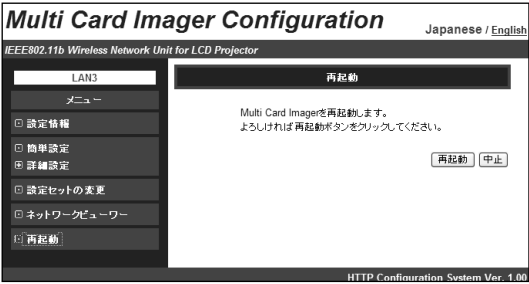 Multi Card Imager Configuration
Japanese / English
IEEE802.11b Wireless Network Unit for LCD Projector
LAN3
メニュー
設定情報
簡単設定
詳細設定
設定セットの変更
ネットワークビューワー
再起動
再起動
Multi Card Imagerを再起動します。
よろしければ再起動ボタンをクリックしてください。
再起動 中止
HTTP Configuration System Ver. 1.00